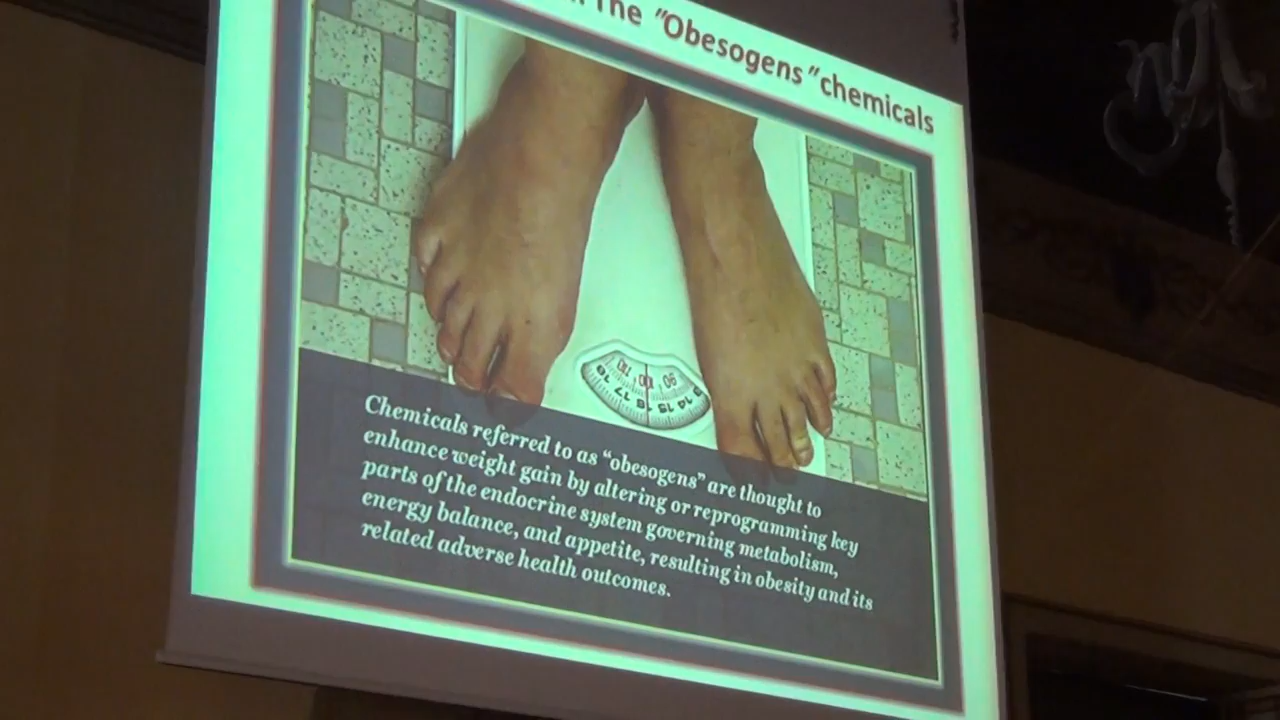 The "Obesogens" chemicals
Chemicals referred to as “obesogens” are thought to
enhance weight gain by altering or reprogramming key
parts of the endocrine system governing metabolism,
energy balance, and appetite, resulting in obesity and its
related adverse health outcomes.